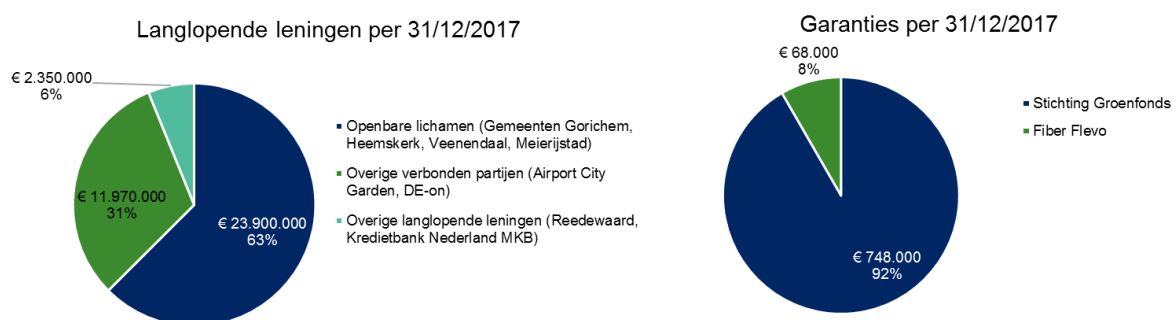 Langlopende leningen per 31/12/2017
€ 2.350.000
6%
€ 11.970.000
31%
€ 23.900.000
63%
Openbare lichamen (Gemeenten Gorichem,
Heemskerk, Veenendaal, Meierijstad)
Overige verbonden partijen (Airport City
Garden, DE-on)
Overige langlopende leningen (Reedewaard,
Kredietbank Nederland MKB)
Garanties per 31/12/2017
€ 68.000
8%
€ 748.000
92%
Stichting Groenfonds
Fiber Flevo